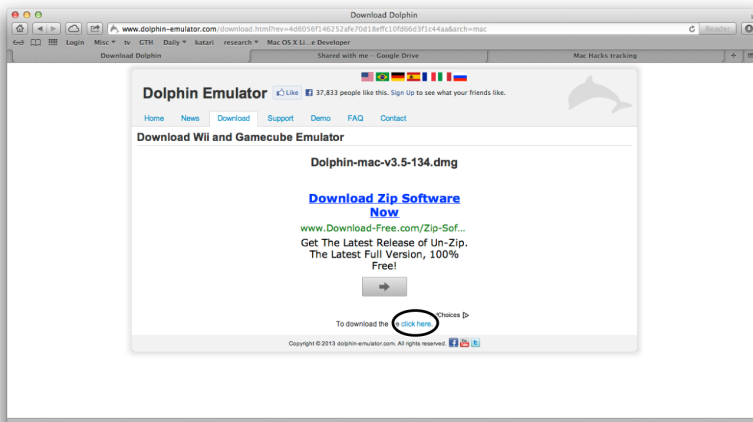 Download Dolphin
www.dolphin-emulator.com/download.html?rev=4d6056f146252afe70d18effc10fd66d3f1c44aa&arch=mac
Reader
Login Misc tv GTH Daily katari research Mac OS X Li...e Developer
Download Dolphin Shared with me – Google Drive Mac Hacks tracking
Dolphin Emulator Like 37,833 people like this. Sign Up to see what your friends like.
Home News Download Support Demo FAQ Contact
Download Wii and Gamecube Emulator
Dolphin-mac-v3.5-134.dmg
Download Zip Software
Now
www.Download-Free.com/Zip-Sof...
Get The Latest Release of Un-Zip.
The Latest Full Version, 100%
Free!
Choices
To download the e click here.
Copyright © 2013 dolphin-emulator.com. All rights reserved.